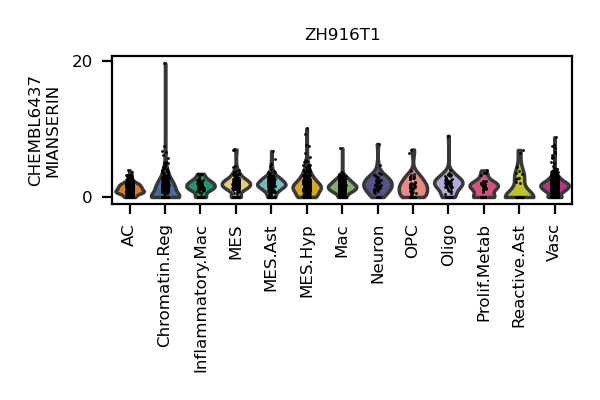 ZH916T1
CHEMBL6437
MIANSERIN
20
0
AC
Chromatin.Reg
Inflammatory.Mac
MES
MES.Ast
MES.Hyp
Mac
Neuron
OPC
Oligo
Prolif.Metab
Reactive.Ast
Vasc